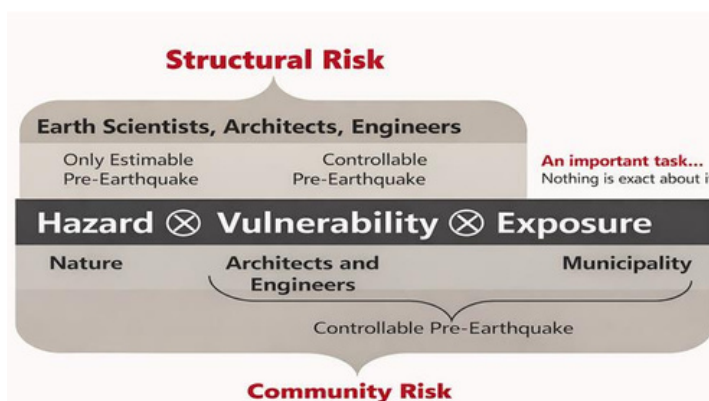 Structural Risk
Earth Scientists, Architects, Engineers
Only Estimable
Pre-Earthquake
Controllable
Pre-Earthquake
An important task...
Nothing is exact about i
Hazard ⊗ Vulnerability ⊗ Exposure
Nature
Architects and
Engineers
Municipality
Controllable Pre-Earthquake
Community Risk